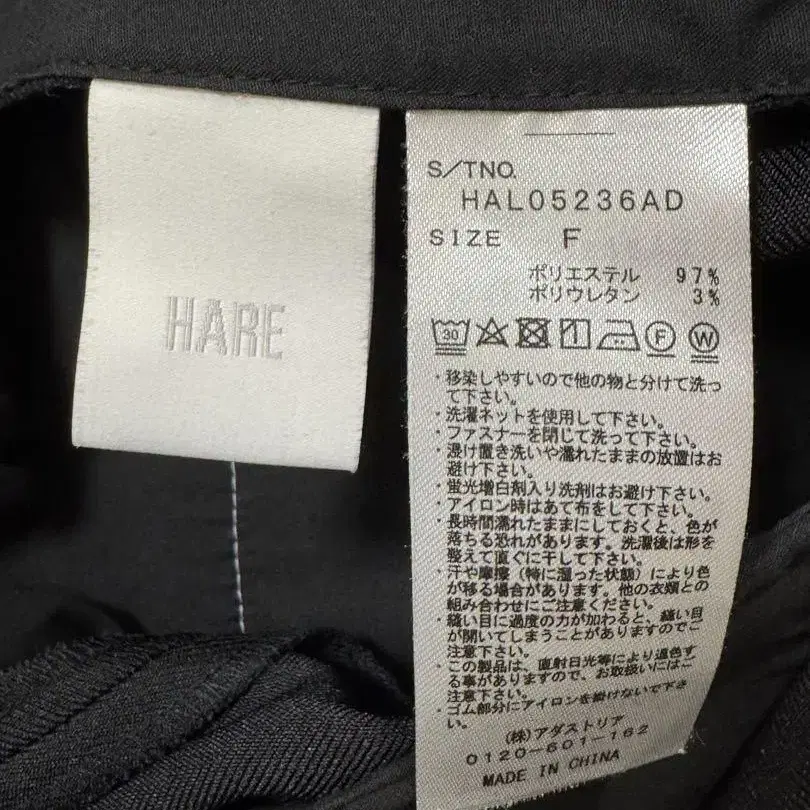 HARE
S/TNO.
HAL05236AD
SIZE F
ポリエステル 97%
ポリウレタン 3%
30 F W
・移染しやすいので他の物と分けて洗っ
て下さい。
・洗濯ネットを使用して下さい。
・ファスナーを閉じて洗って下さい。
・浸け置き洗いや濡れたままの放置はお
避け下さい。
・蛍光増白剤入り洗剤はお避け下さい。
・アイロン時はあて布をして下さい。
・長時間濡れたままにしておくと、色が
落ちる恐れがあります。洗濯後は形を
整えて直ぐに干して下さい。
・汗や摩擦(特に湿った状態)により色
が移る場合があります。他の衣類との
組み合わせにご注意ください。
・縫い目に過度の力が加わると、縫い目
が開いてしまうことがありますのでご
注意下さい。
・この製品は、直射日光等により退色す
る事がありますので、お取扱いにはご
注意下さい。
・ゴム部分にアイロンを掛けないで下さ
い。
(株)アダストリア
0120-601-162
MADE IN CHINA